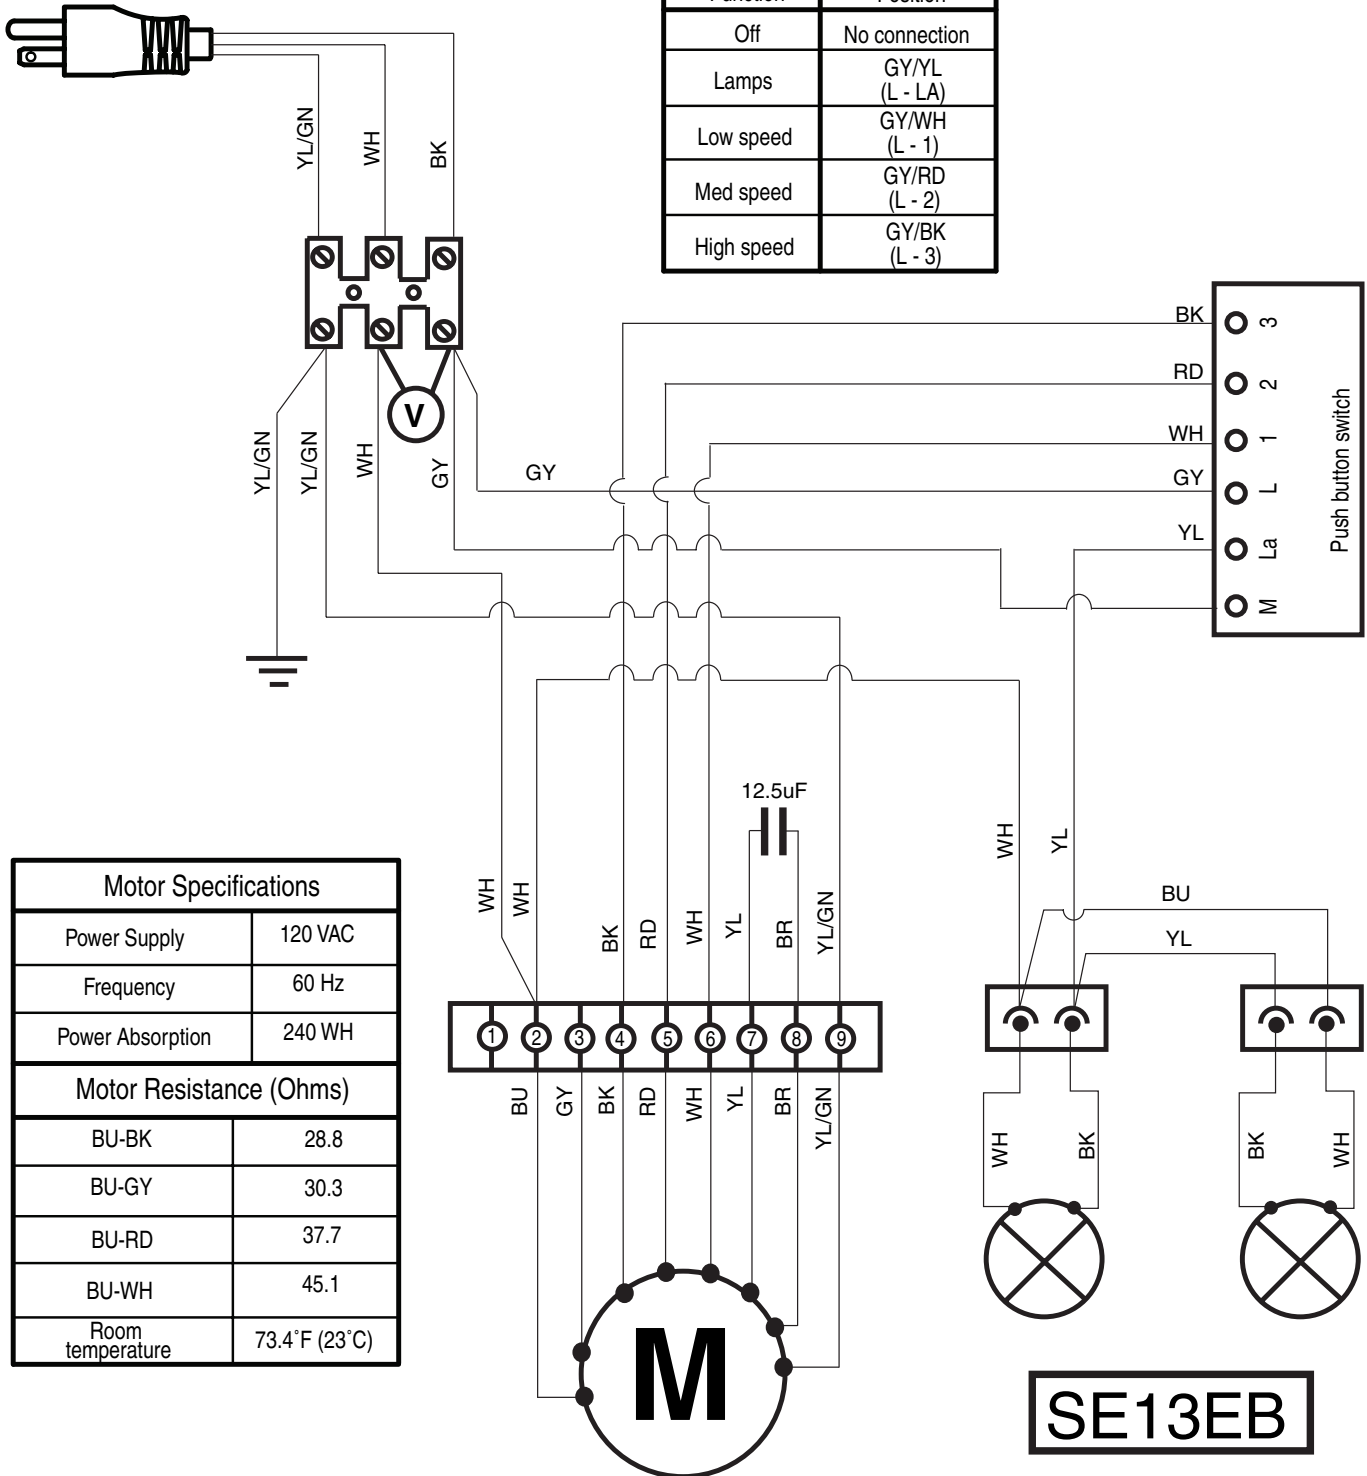 Function Position
Off No connection
Lamps GY/YL
(L - LA)
Low speed GY/WH
(L - 1)
Med speed GY/RD
(L - 2)
High speed GY/BK
(L - 3)
YL/GN
WH
BK
V
YL/GN
YL/GN
WH
GY
GY
BK
3
RD
2
WH
1
GY
L
YL
La
M
Push button switch
12.5uF
WH
WH
BK
RD
WH
YL
BR
YL/GN
WH
YL
BU
YL
1 2 3 4 5 6 7 8 9
BU
GY
BK
RD
WH
YL
BR
YL/GN
WH
BK
BK
WH
M
Motor Specifications
Power Supply 120 VAC
Frequency 60 Hz
Power Absorption 240 WH
Motor Resistance (Ohms)
BU-BK 28.8
BU-GY 30.3
BU-RD 37.7
BU-WH 45.1
Room
temperature 73.4˚F (23˚C)
SE13EB